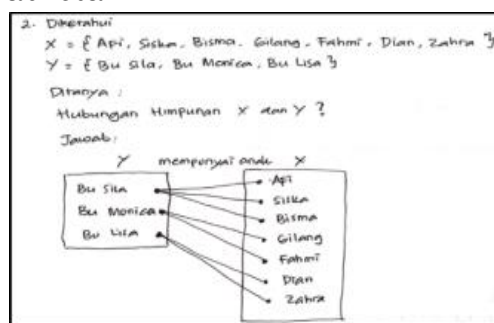 2. Diketahui
X = { Api, Siska, Bisma, Gilang, Fahmi, Dian, Zahra }
Y = { Bu Sila, Bu Monica, Bu Lisa }
Ditanya :
Hubungan Himpunan X dan Y ?
Jawab:
Y mempunyai anak X
Bu Sila
Bu Monica
Bu Lisa
Api
Siska
Bisma
Gilang
Fahmi
Dian
Zahra